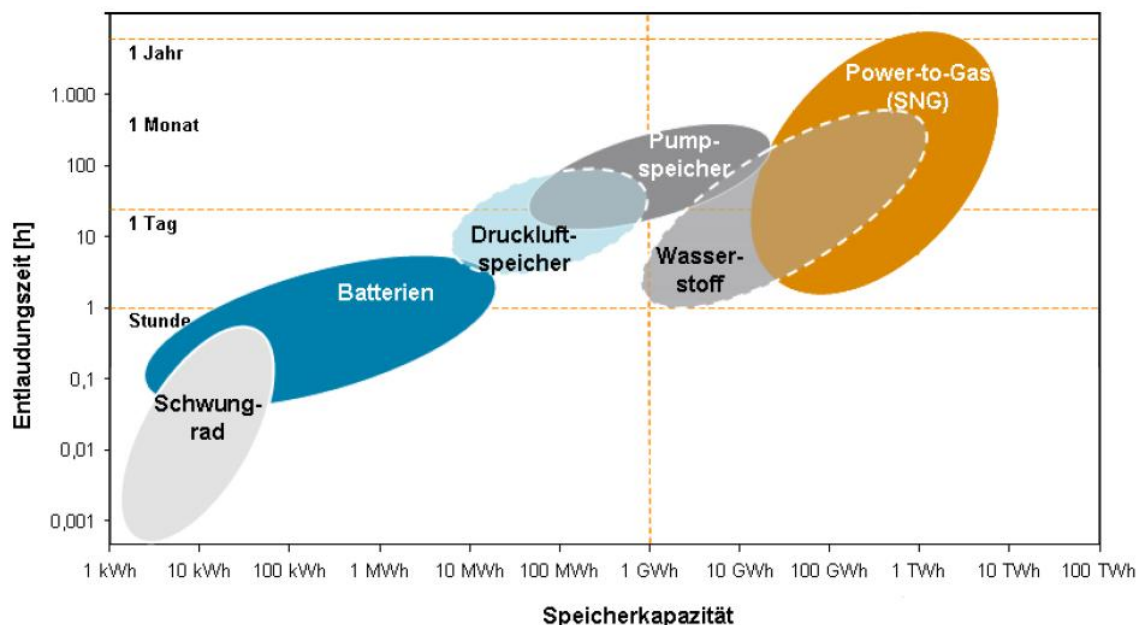 1 Jahr
Power-to-Gas
(SNG)
1.000
1 Monat
Pump-
speicher
100
1 Tag
Druckluft-
speicher
Wasser-
stoff
10
Batterien
1
Stunde
0,1
Schwung-
rad
0,01
0,001
Entlaudungszeit [h]
1 kWh 10 kWh 100 kWh 1 MWh 10 MWh 100 MWh 1 GWh 10 GWh 100 GWh 1 TWh 10 TWh 100 TWh
Speicherkapazität